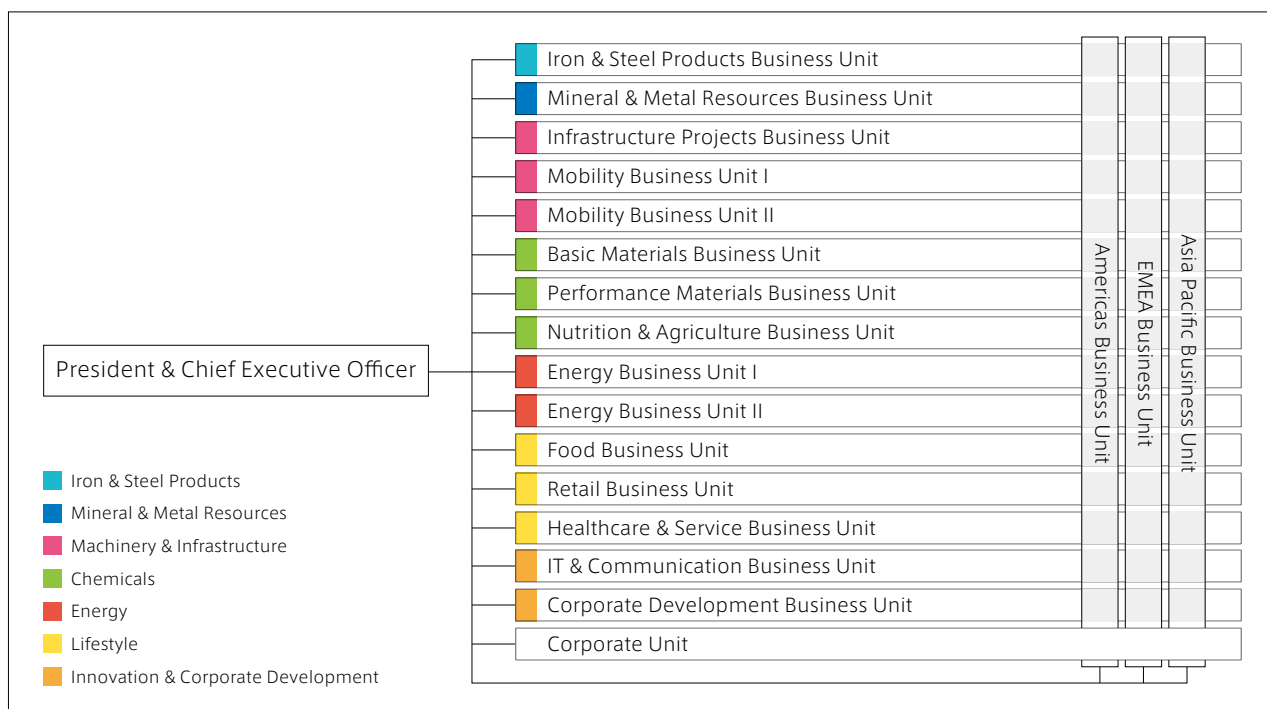 Iron & Steel Products Business Unit
Mineral & Metal Resources Business Unit
Infrastructure Projects Business Unit
Mobility Business Unit I
Mobility Business Unit II
Basic Materials Business Unit
Performance Materials Business Unit
Nutrition & Agriculture Business Unit
Energy Business Unit I
Energy Business Unit II
Food Business Unit
Retail Business Unit
Healthcare & Service Business Unit
IT & Communication Business Unit
Corporate Development Business Unit
Corporate Unit
Americas Business Unit
EMEA Business Unit
Asia Pacific Business Unit
President & Chief Executive Officer
Iron & Steel Products
Mineral & Metal Resources
Machinery & Infrastructure
Chemicals
Energy
Lifestyle
Innovation & Corporate Development